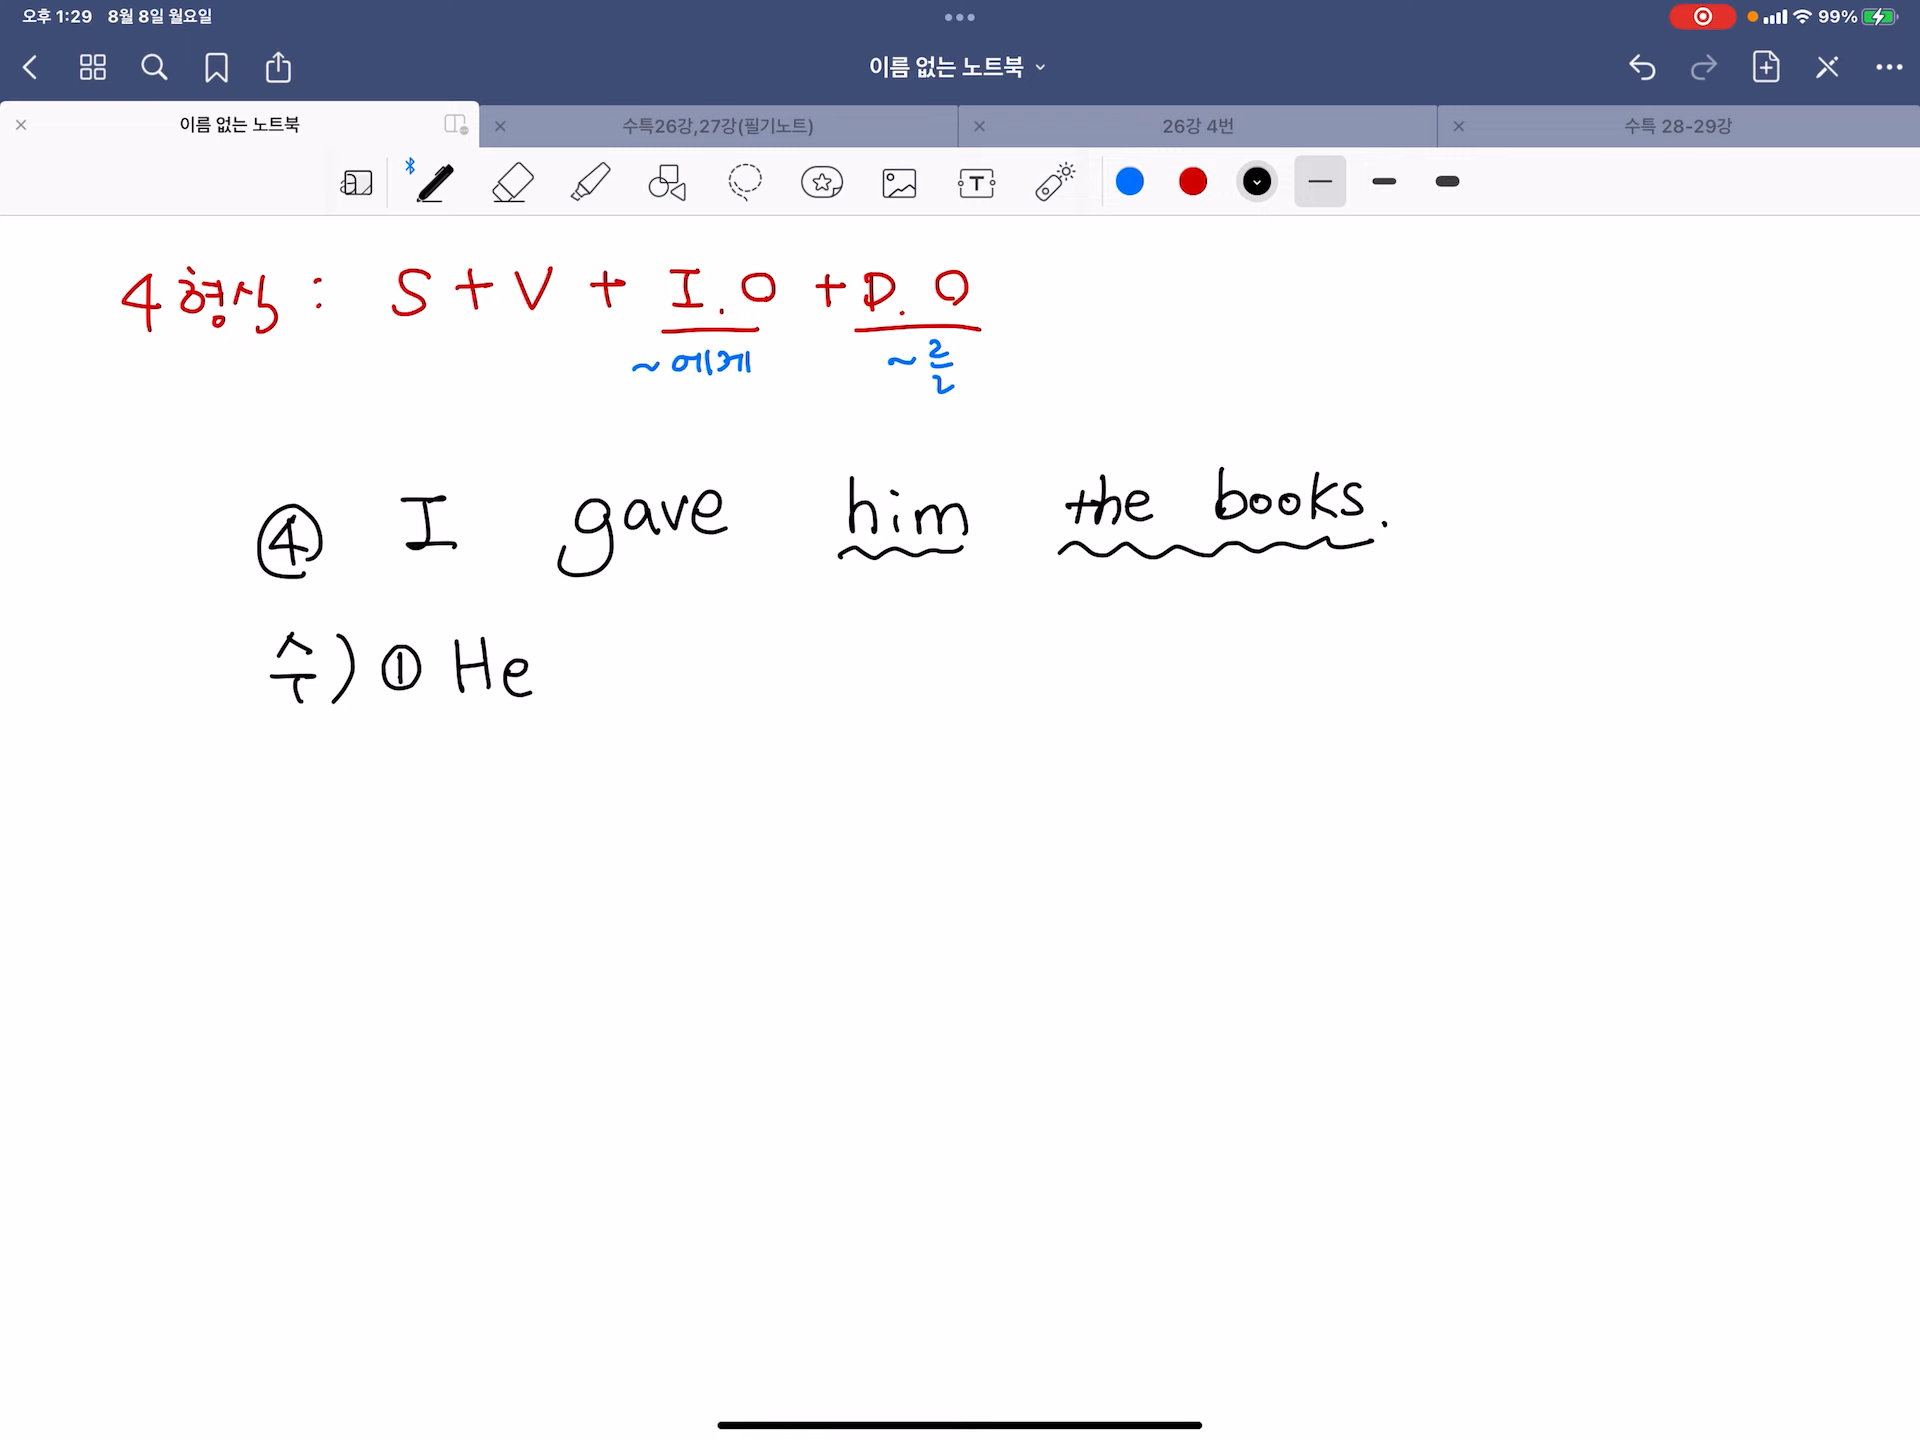 오후 1:29 8월 8일 월요일 99%
이름 없는 노트북
이름 없는 노트북 수특26강,27강(필기노트) 26강 4번 수특 28-29강
4형식 : S + V + I.O + D.O
~에게 ~를
④ I gave him the books.
수) ① He